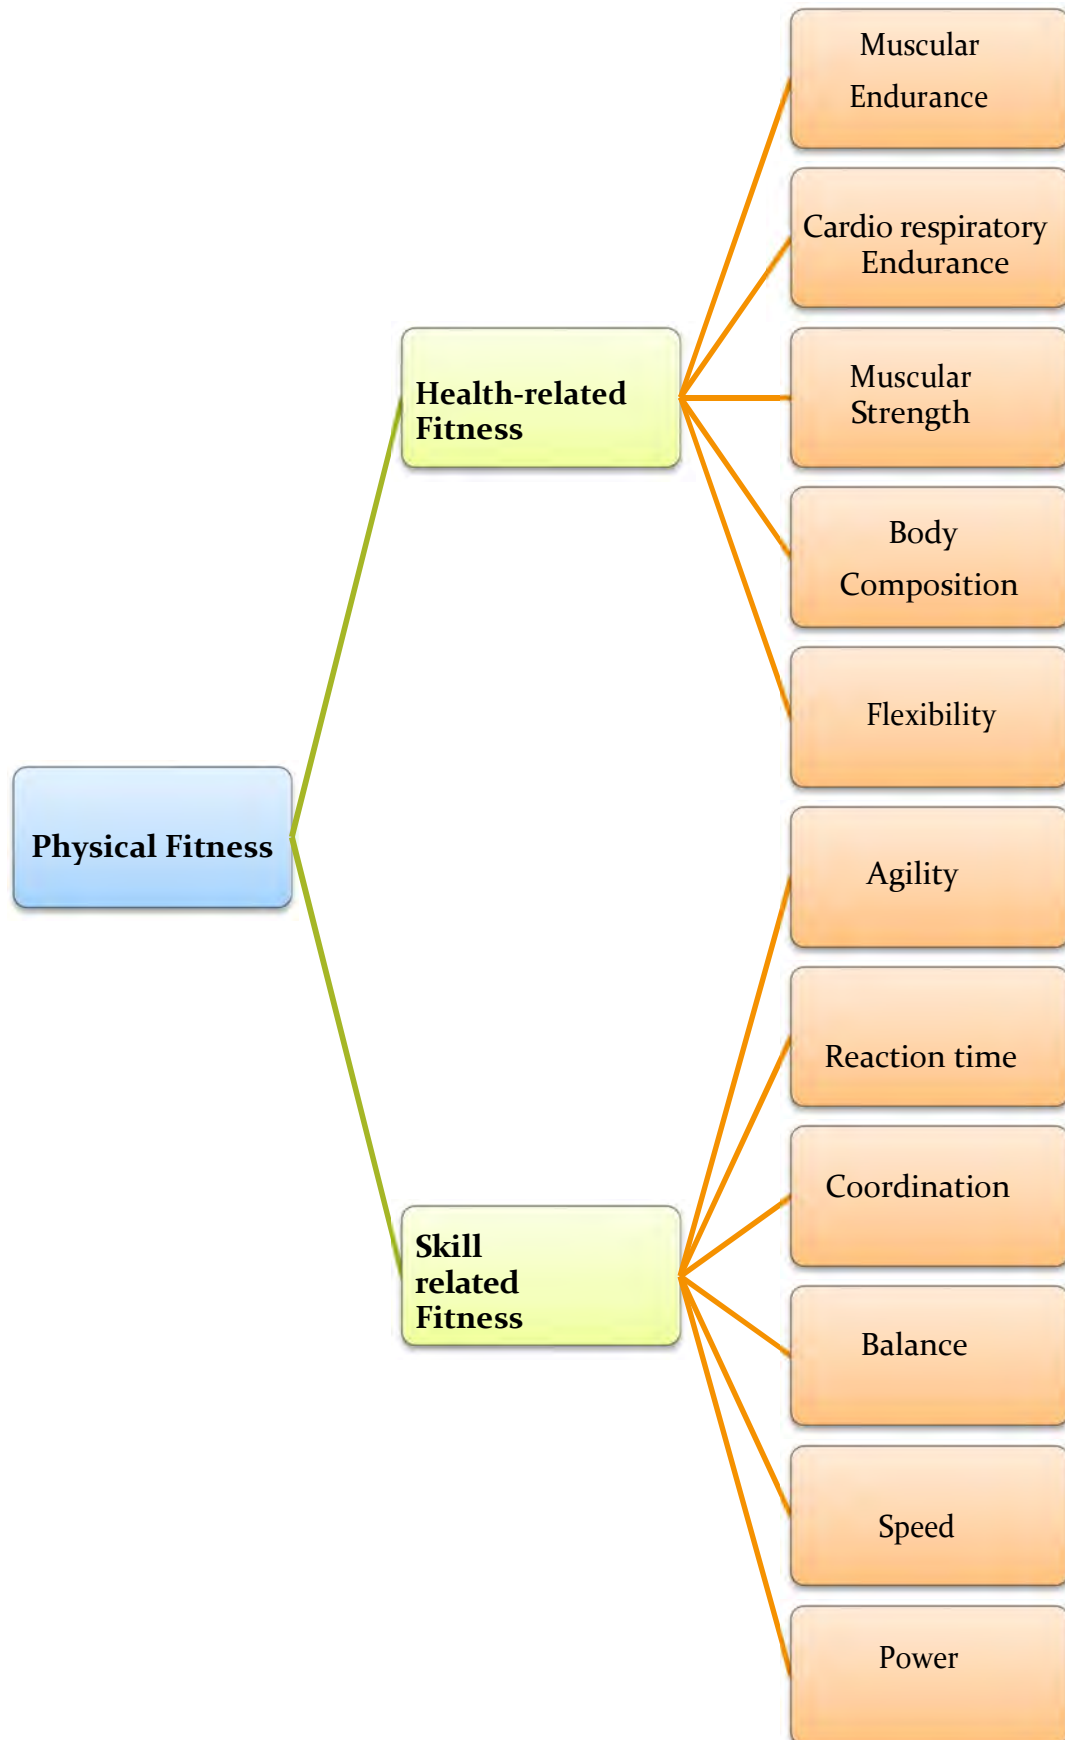 Muscular
Endurance
Cardio respiratory
Endurance
Health-related
Fitness
Muscular
Strength
Body
Composition
Flexibility
Physical Fitness
Agility
Reaction time
Coordination
Skill
related
Fitness
Balance
Speed
Power